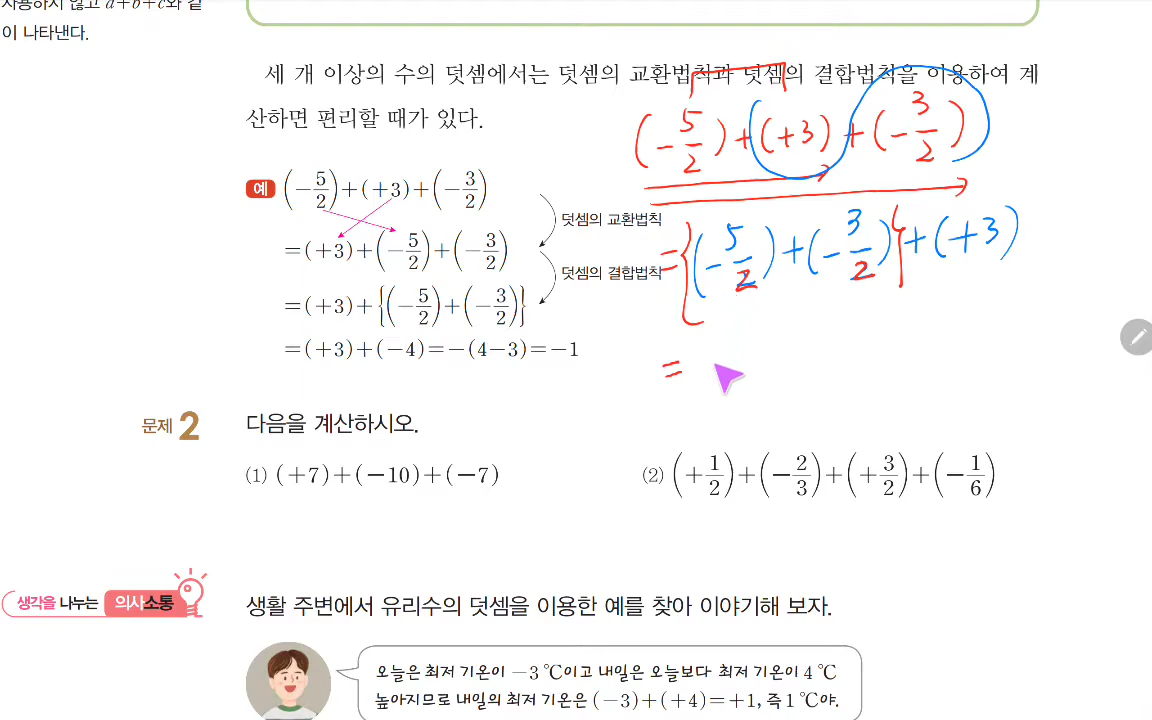 사용하지 않고 a+b+c와 같
이 나타낸다.
세 개 이상의 수의 덧셈에서는 덧셈의 교환법칙과 덧셈의 결합법칙을 이용하여 계
산하면 편리할 때가 있다.
(-5/2)+(+3)+(-3/2)
예 (-5/2)+(+3)+(-3/2)
덧셈의 교환법칙
=(+3)+(-5/2)+(-3/2)
={(-5/2)+(-3/2)}+(+3)
덧셈의 결합법칙
=(+3)+{(-5/2)+(-3/2)}
=(+3)+(-4)=-(4-3)=-1
=
문제 2 다음을 계산하시오.
(1) (+7)+(-10)+(-7)
(2) (+1/2)+(-2/3)+(+3/2)+(-1/6)
생각을 나누는 의사소통
생활 주변에서 유리수의 덧셈을 이용한 예를 찾아 이야기해 보자.
오늘은 최저 기온이 -3 ℃이고 내일은 오늘보다 최저 기온이 4 ℃
높아지므로 내일의 최저 기온은 (-3)+(+4)=+1, 즉 1 ℃야.